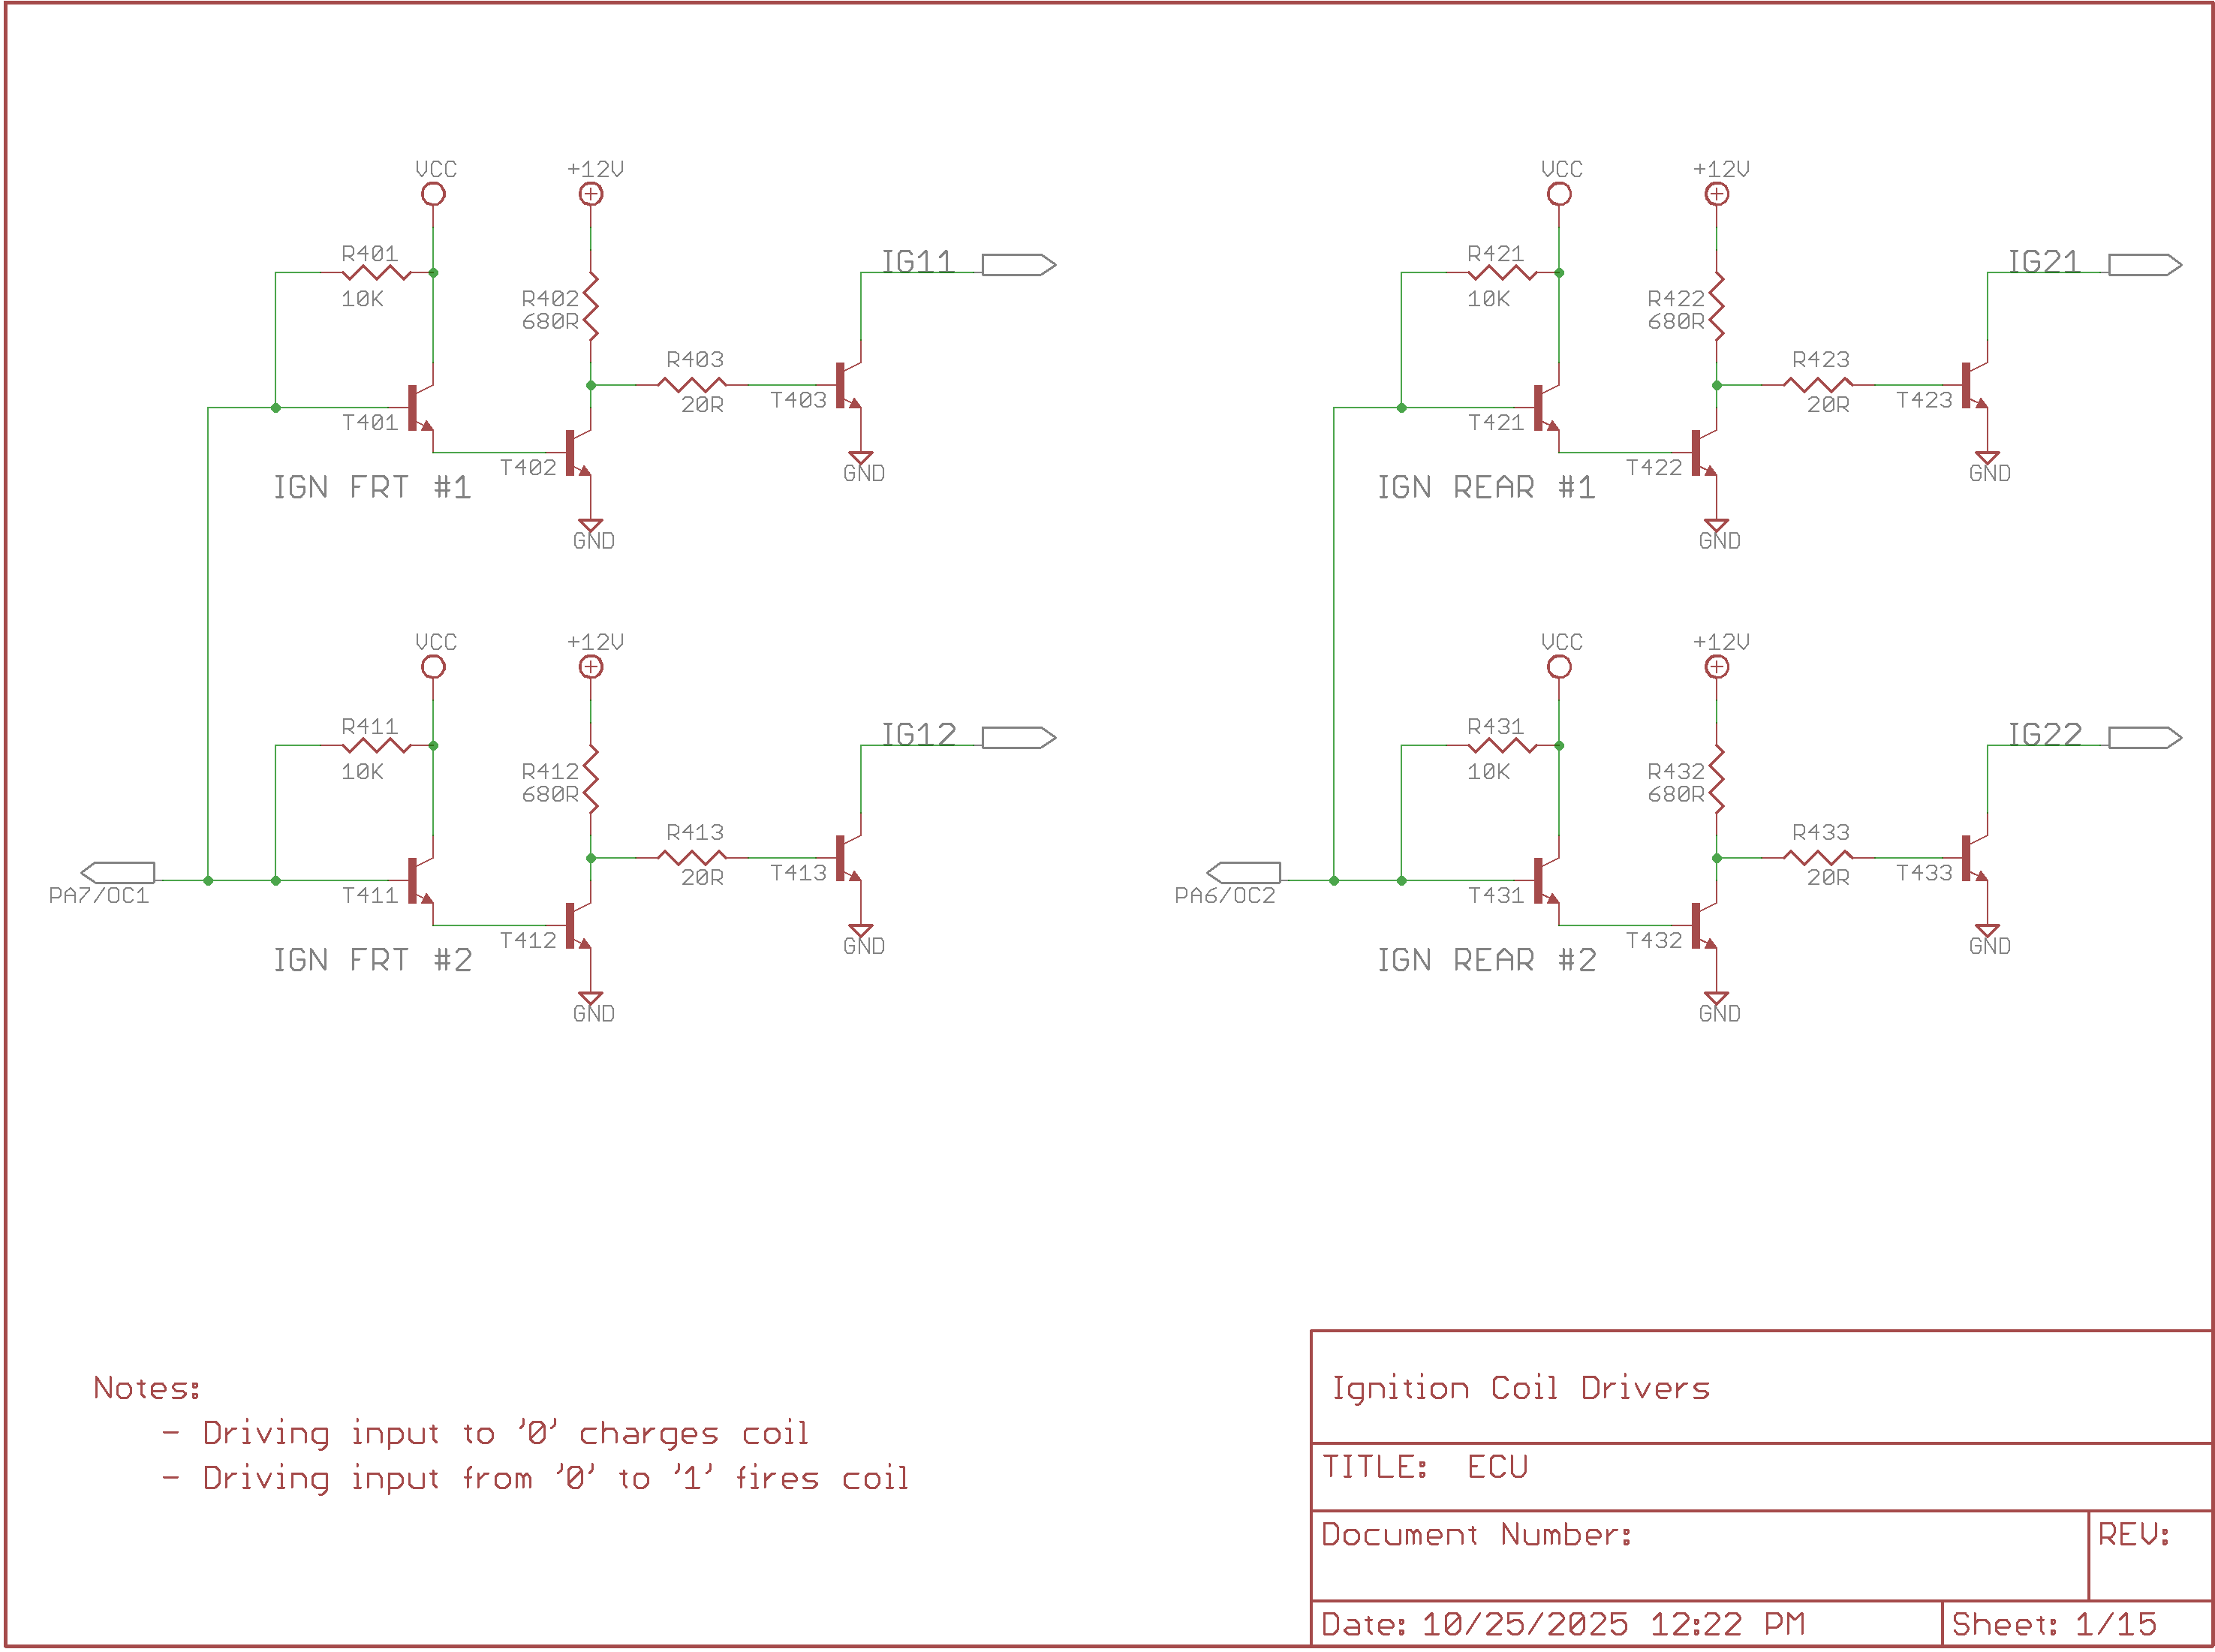 VCC
+12V
R401
10K
R402
680R
IG11
R403
20R
T401
T402
T403
GND
GND
IGN FRT #1
VCC
+12V
R421
10K
R422
680R
IG21
R423
20R
T421
T422
T423
GND
GND
IGN REAR #1
VCC
+12V
R411
10K
R412
680R
IG12
R413
20R
PA7/OC1
T411
T412
T413
GND
GND
IGN FRT #2
VCC
+12V
R431
10K
R432
680R
IG22
R433
20R
PA6/OC2
T431
T432
T433
GND
GND
IGN REAR #2
Notes:
- Driving input to '0' charges coil
- Driving input from '0' to '1' fires coil
Ignition Coil Drivers
TITLE: ECU
Document Number:
REV:
Date: 10/25/2025 12:22 PM
Sheet: 1/15